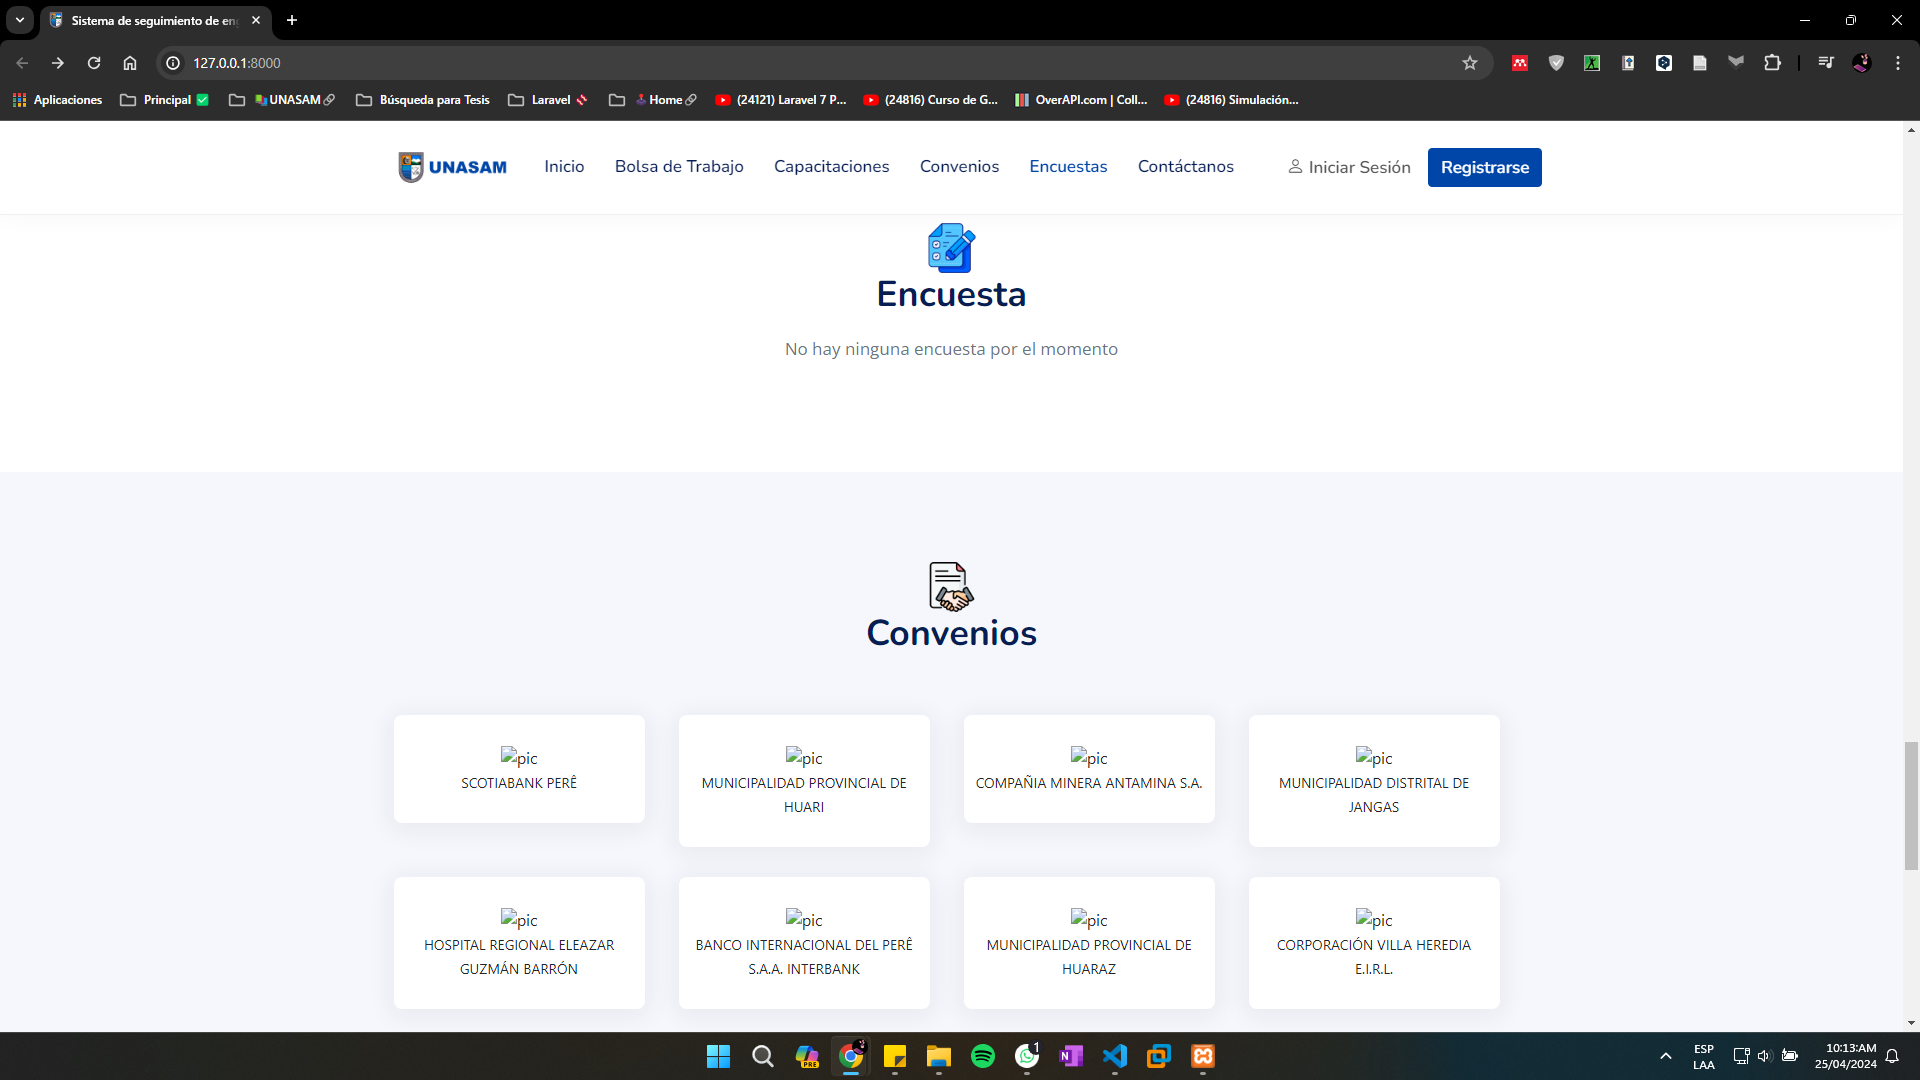 Sistema de seguimiento de en
127.0.0.1:8000
Aplicaciones
Principal
UNASAM
Búsqueda para Tesis
Laravel
Home
(24121) Laravel 7 P...
(24816) Curso de G...
OverAPI.com | Coll...
(24816) Simulación...
UNASAM
Inicio
Bolsa de Trabajo
Capacitaciones
Convenios
Encuestas
Contáctanos
Iniciar Sesión
Registrarse
Encuesta
No hay ninguna encuesta por el momento
Convenios
pic
SCOTIABANK PERÊ
pic
MUNICIPALIDAD PROVINCIAL DE
HUARI
pic
COMPAÑIA MINERA ANTAMINA S.A.
pic
MUNICIPALIDAD DISTRITAL DE
JANGAS
pic
HOSPITAL REGIONAL ELEAZAR
GUZMÁN BARRÓN
pic
BANCO INTERNACIONAL DEL PERÊ
S.A.A. INTERBANK
pic
MUNICIPALIDAD PROVINCIAL DE
HUARAZ
pic
CORPORACIÓN VILLA HEREDIA
E.I.R.L.
PRE
1
N
ESP
LAA
10:13:AM
25/04/2024